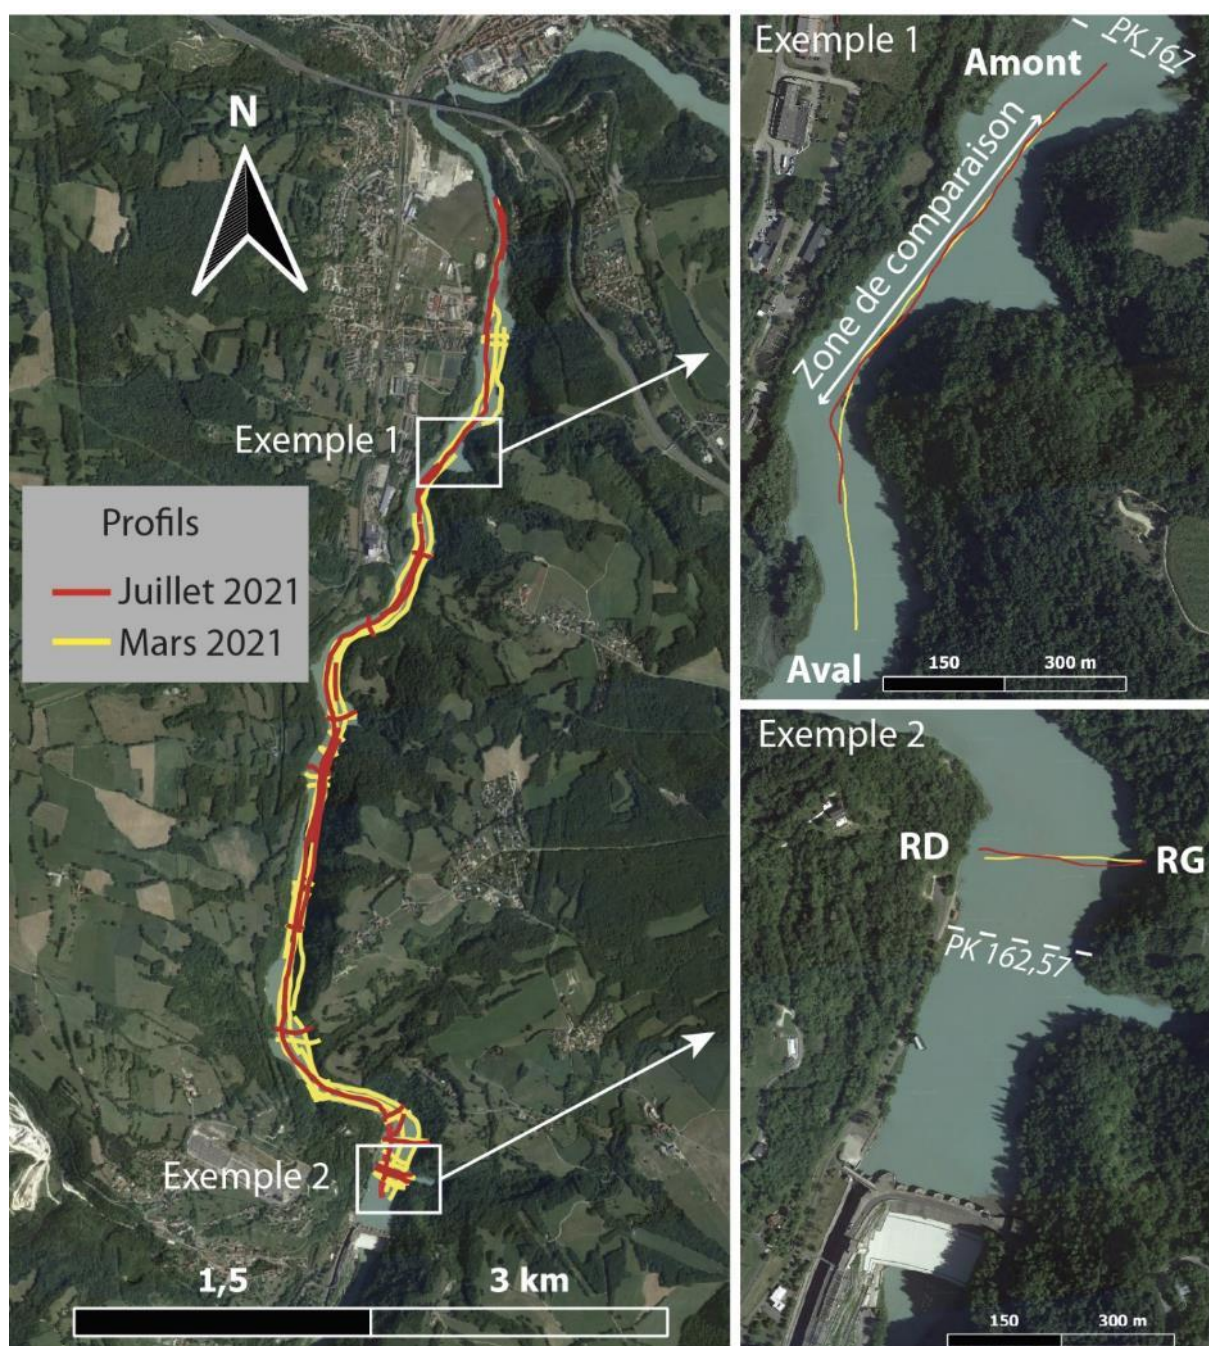 N
Exemple 1
Profils
Juillet 2021
Mars 2021
Exemple 2
1,5
3 km
Exemple 1
PK 167
Amont
Zone de comparaison
Aval
150
300 m
Exemple 2
RD
RG
PK 162,57
150
300 m